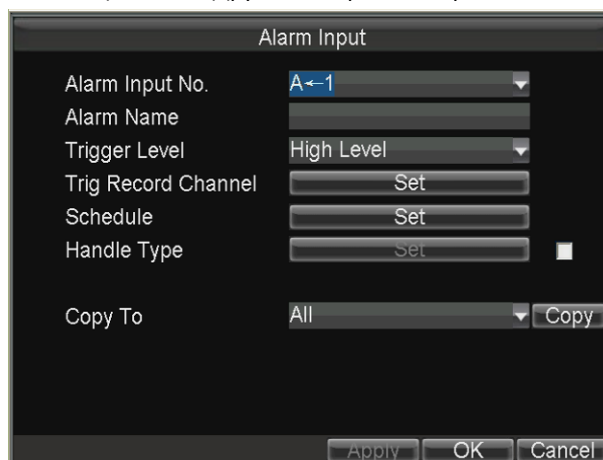 Alarm Input
Alarm Input No. A←1
Alarm Name
Trigger Level High Level
Trig Record Channel Set
Schedule Set
Handle Type Set
Copy To All Copy
Apply OK Cancel